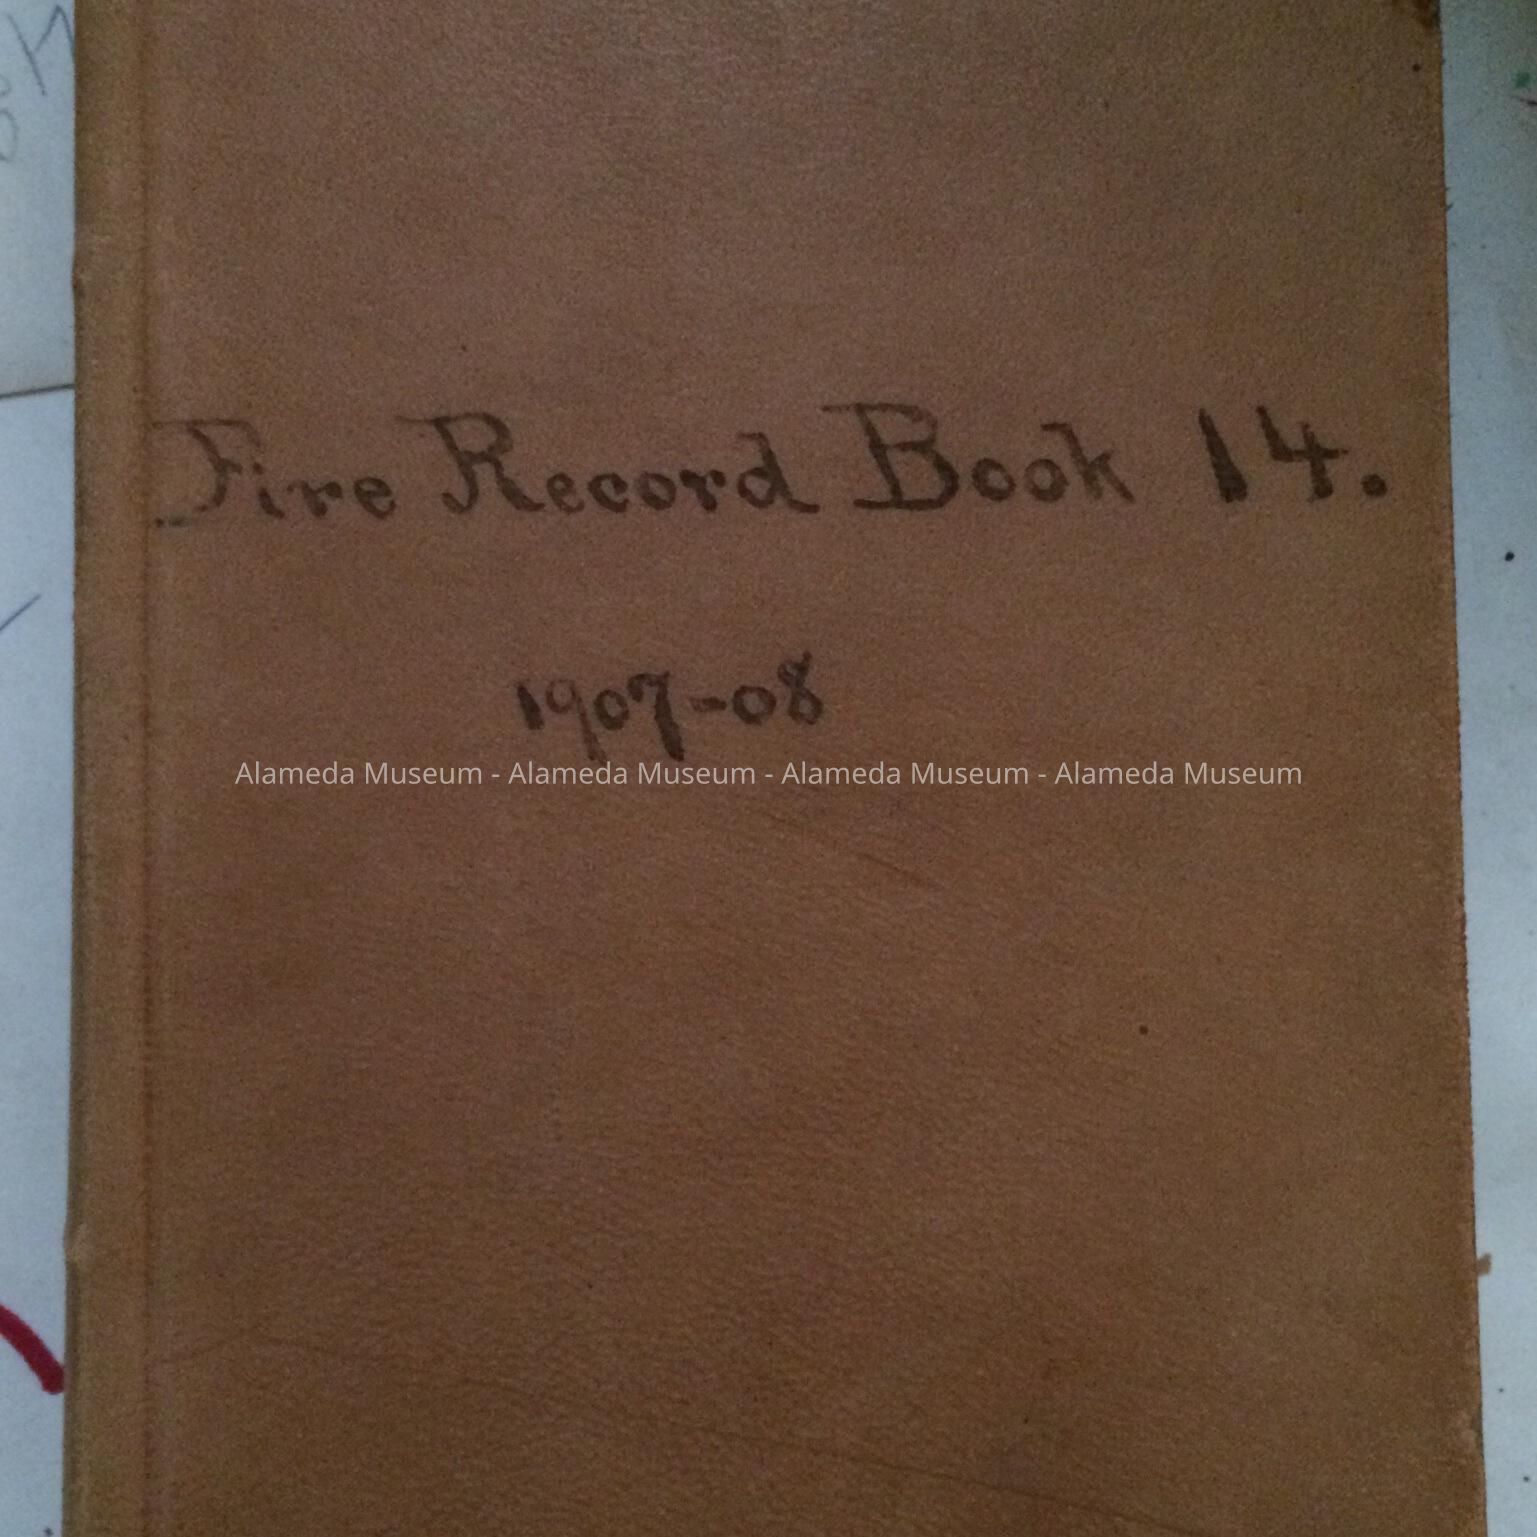 Fire Record Book 14.
1907-08
Alameda Museum - Alameda Museum - Alameda Museum - Alameda Museum